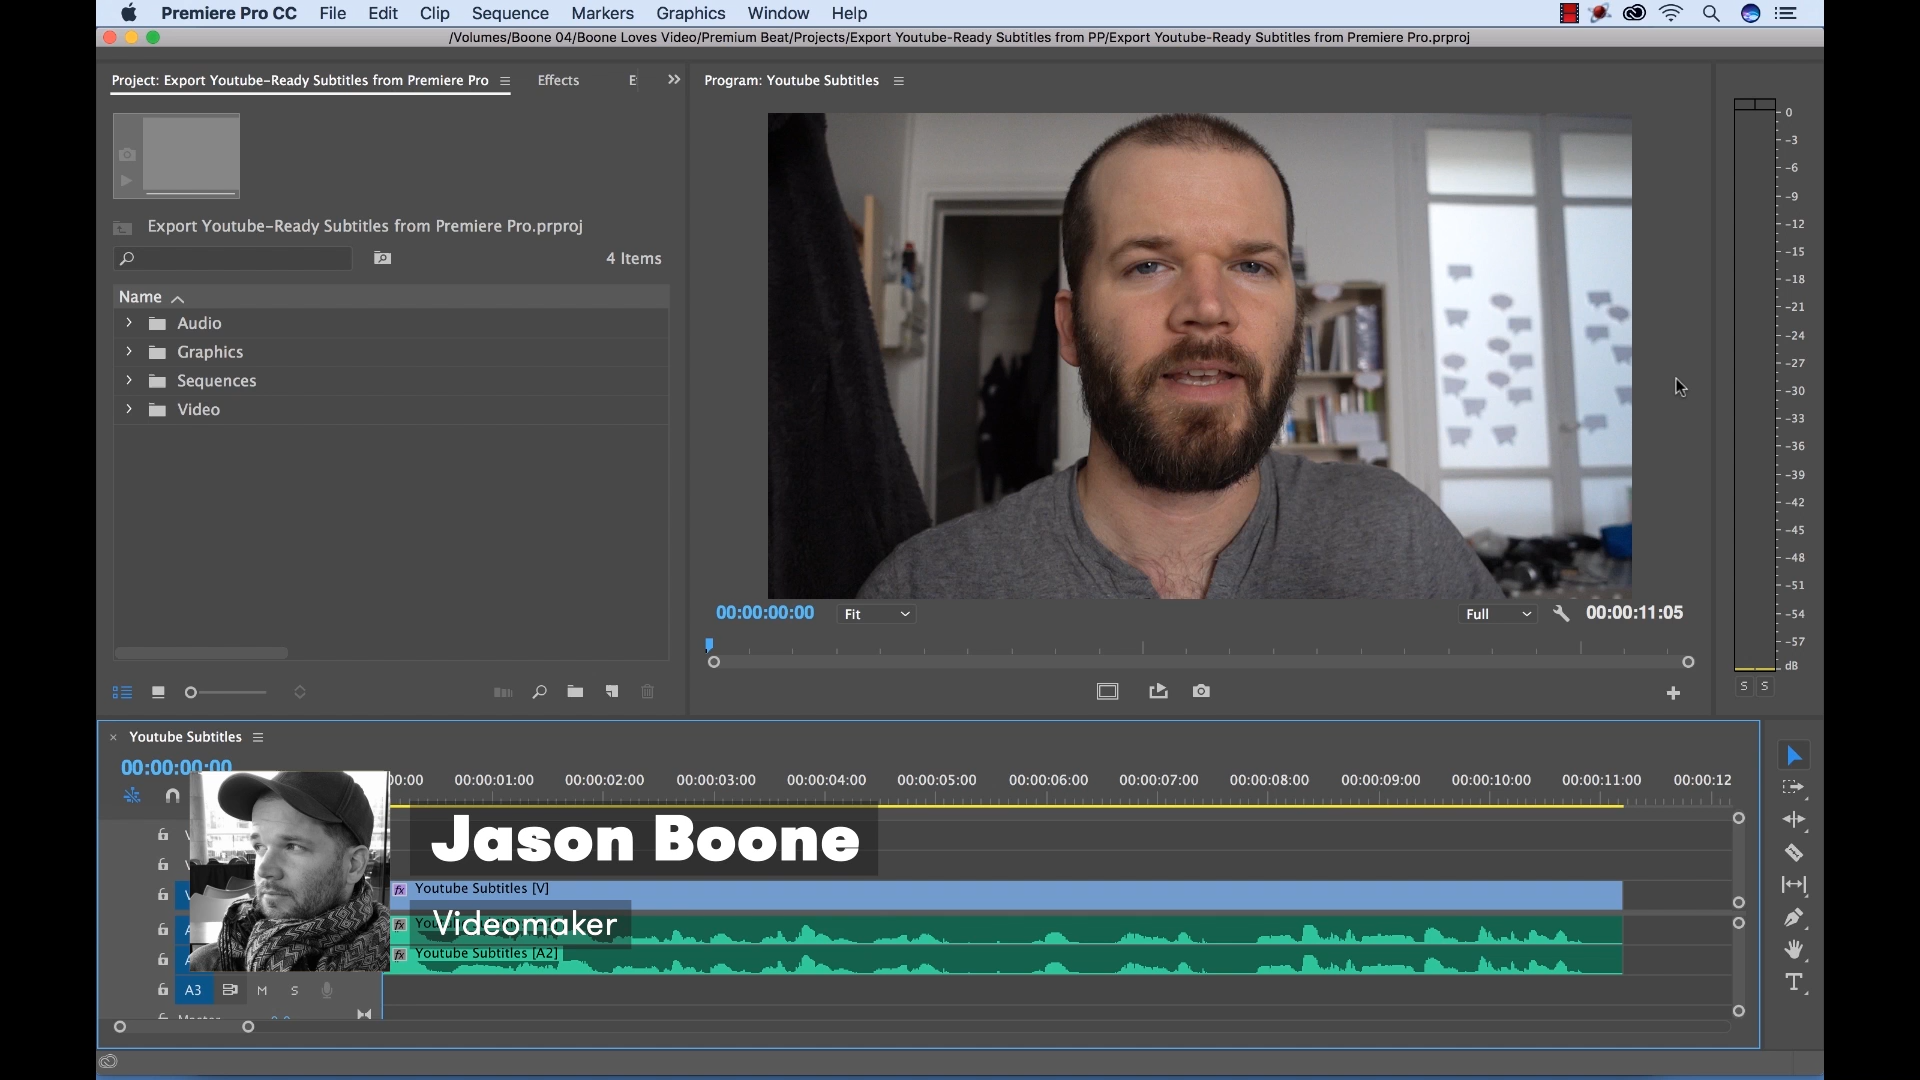 Premiere Pro CC File Edit Clip Sequence Markers Graphics Window Help
/Volumes/Boone 04/Boone Loves Video/Premium Beat/Projects/Export Youtube-Ready Subtitles from PP/Export Youtube-Ready Subtitles from Premiere Pro.prproj
Project: Export Youtube-Ready Subtitles from Premiere Pro
Effects
E
Program: Youtube Subtitles
Export Youtube-Ready Subtitles from Premiere Pro.prproj
4 Items
Name
Audio
Graphics
Sequences
Video
00:00:00:00
Fit
Full
00:00:11:05
0
-3
-6
-9
-12
-15
-18
-21
-24
-27
-30
-33
-36
-39
-42
-45
-48
-51
-54
-57
dB
S S
Youtube Subtitles
00:00:00:00
00:00 00:00:01:00 00:00:02:00 00:00:03:00 00:00:04:00 00:00:05:00 00:00:06:00 00:00:07:00 00:00:08:00 00:00:09:00 00:00:10:00 00:00:11:00 00:00:12
Jason Boone
fx Youtube Subtitles [V]
Videomaker
fx
fx Youtube Subtitles [A2]
A3 M S